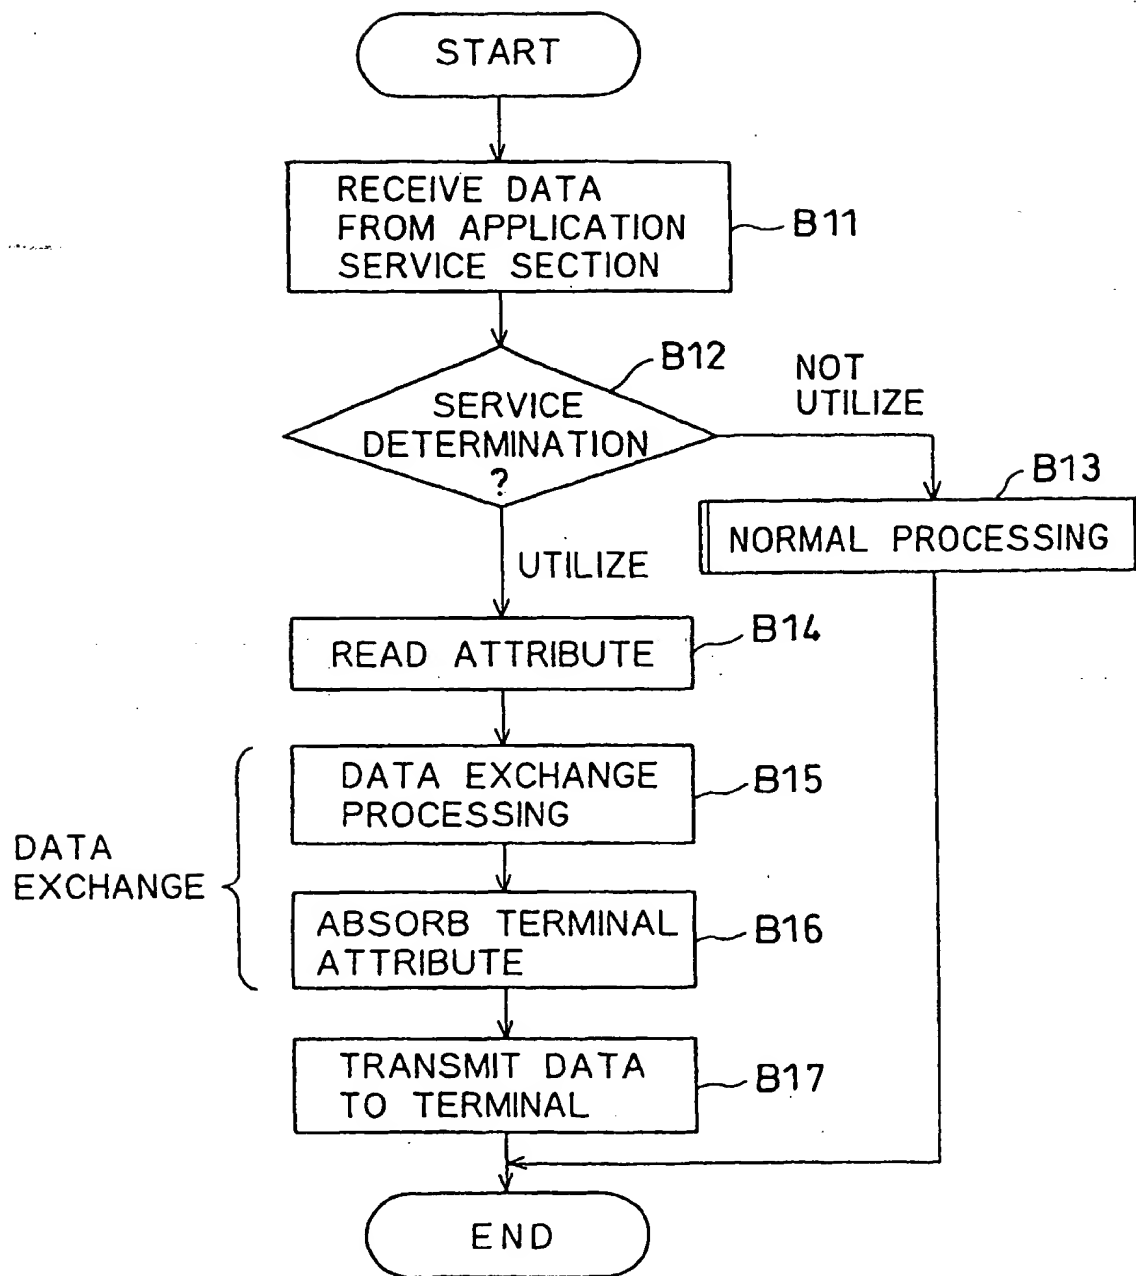 START
RECEIVE DATA
FROM APPLICATION
SERVICE SECTION
B11
B12
SERVICE
DETERMINATION
?
NOT
UTILIZE
B13
NORMAL PROCESSING
UTILIZE
B14
READ ATTRIBUTE
B15
DATA EXCHANGE
PROCESSING
DATA
EXCHANGE
B16
ABSORB TERMINAL
ATTRIBUTE
B17
TRANSMIT DATA
TO TERMINAL
END